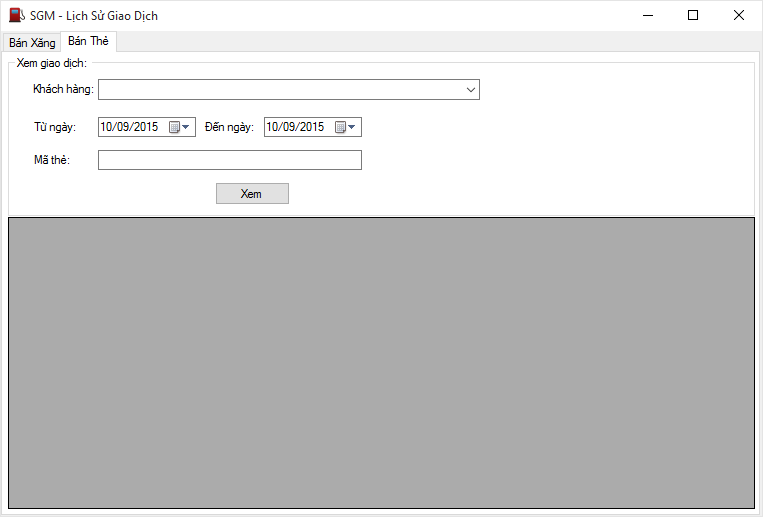 SGM - Lịch Sử Giao Dịch
Bán Xăng Bán Thẻ
Xem giao dịch:
Khách hàng:
Từ ngày: 10/09/2015 Đến ngày: 10/09/2015
Mã thẻ:
Xem